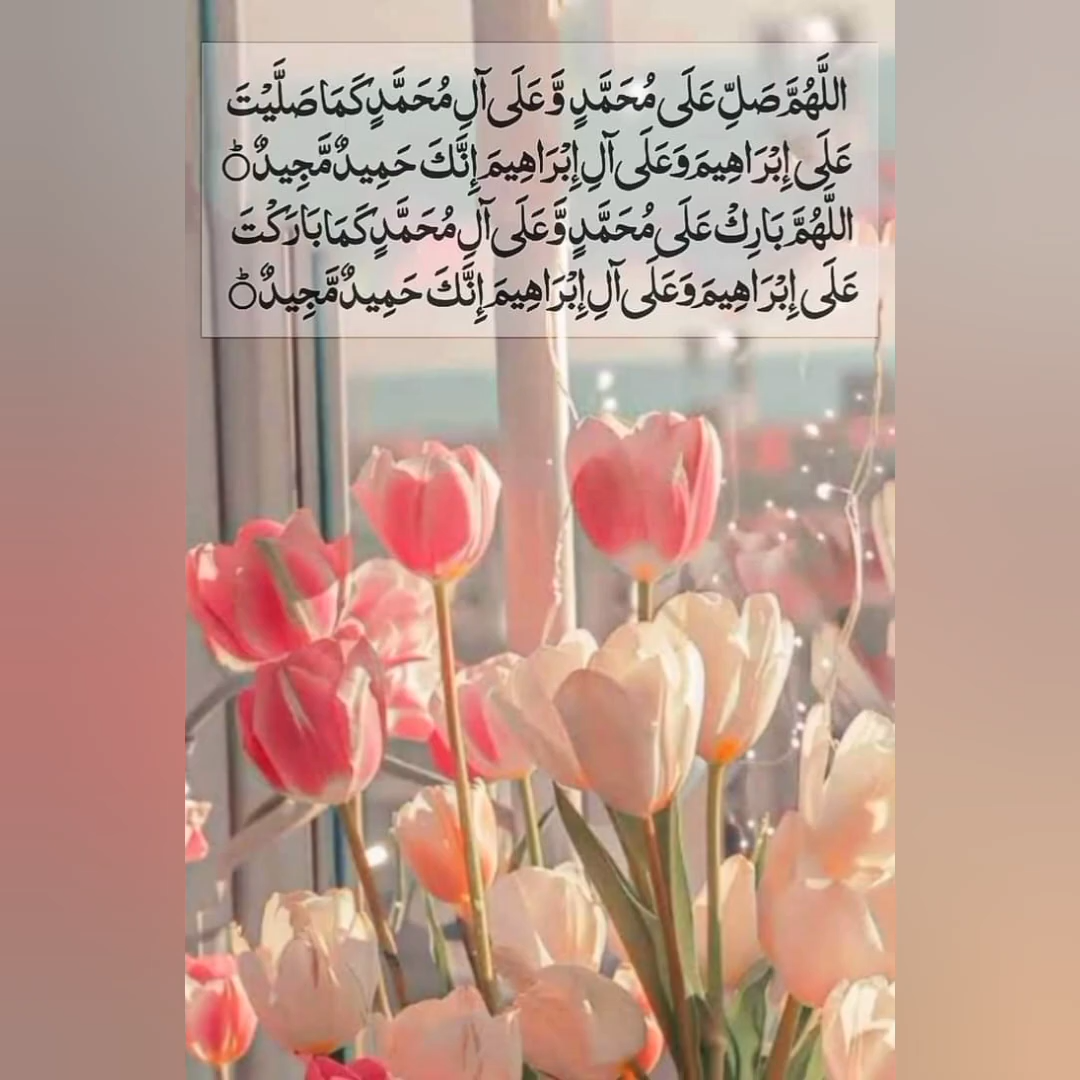 اللَّهُمَّ صَلِّ عَلَى مُحَمَّدٍ وَّعَلَى آلِ مُحَمَّدٍ كَمَا صَلَّيْتَ
عَلَى إِبْرَاهِيمَ وَعَلَى آلِ إِبْرَاهِيمَ إِنَّكَ حَمِيدٌ مَّجِيدٌ ۝ؕ
اللَّهُمَّ بَارِكْ عَلَى مُحَمَّدٍ وَّعَلَى آلِ مُحَمَّدٍ كَمَا بَارَكْتَ
عَلَى إِبْرَاهِيمَ وَعَلَى آلِ إِبْرَاهِيمَ إِنَّكَ حَمِيدٌ مَّجِيدٌ ۝ؕ